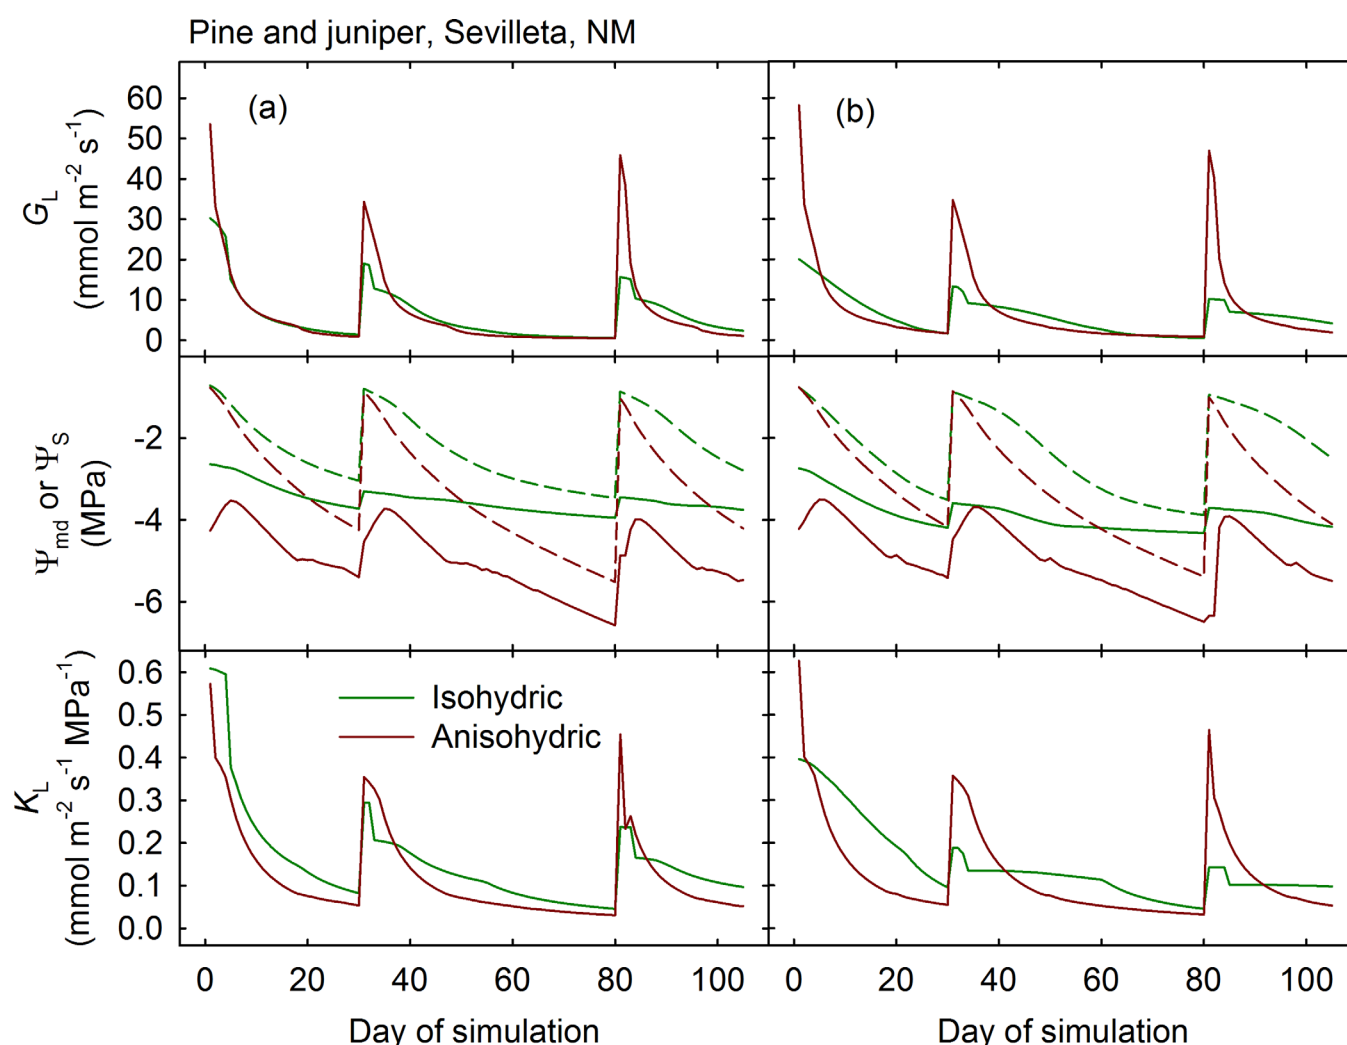 Pine and juniper, Sevilleta, NM
(a)
(b)
G_L
(mmol m⁻² s⁻¹)
60
50
40
30
20
10
0
Ψ_md or Ψ_S
(MPa)
-2
-4
-6
K_L
(mmol m⁻² s⁻¹ MPa⁻¹)
0.6
0.5
0.4
0.3
0.2
0.1
0.0
Isohydric
Anisohydric
0 20 40 60 80 100
0 20 40 60 80 100
Day of simulation
Day of simulation